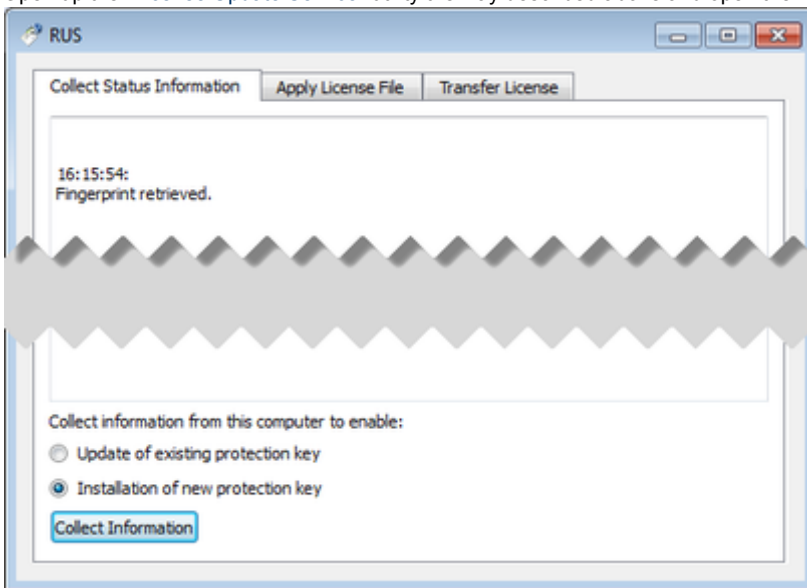 RUS
Collect Status Information Apply License File Transfer License
16:15:54:
Fingerprint retrieved.
Collect information from this computer to enable:
Update of existing protection key
Installation of new protection key
Collect Information